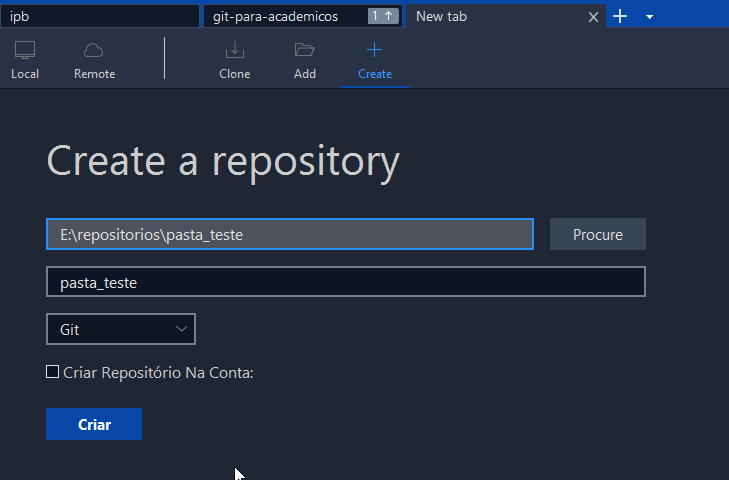 ipb git-para-academicos 1 ↑ New tab
Local Remote Clone Add Create
Create a repository
E:\repositorios\pasta_teste Procure
pasta_teste
Git
Criar Repositório Na Conta:
Criar